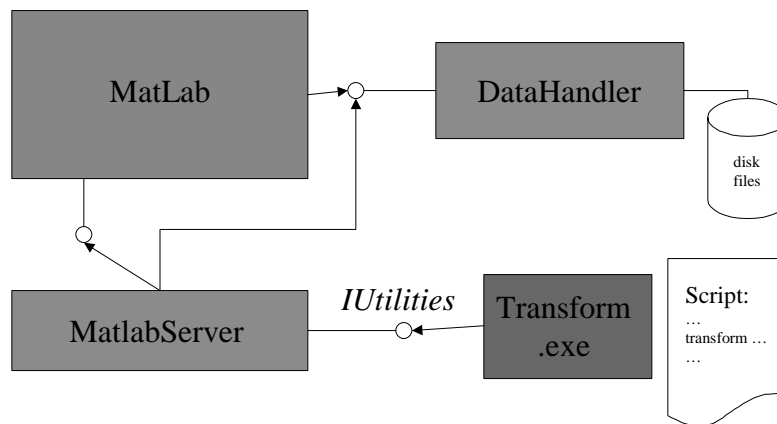 MatLab
DataHandler
disk
files
MatlabServer
IUtilities
Transform
.exe
Script:
…
transform …
…